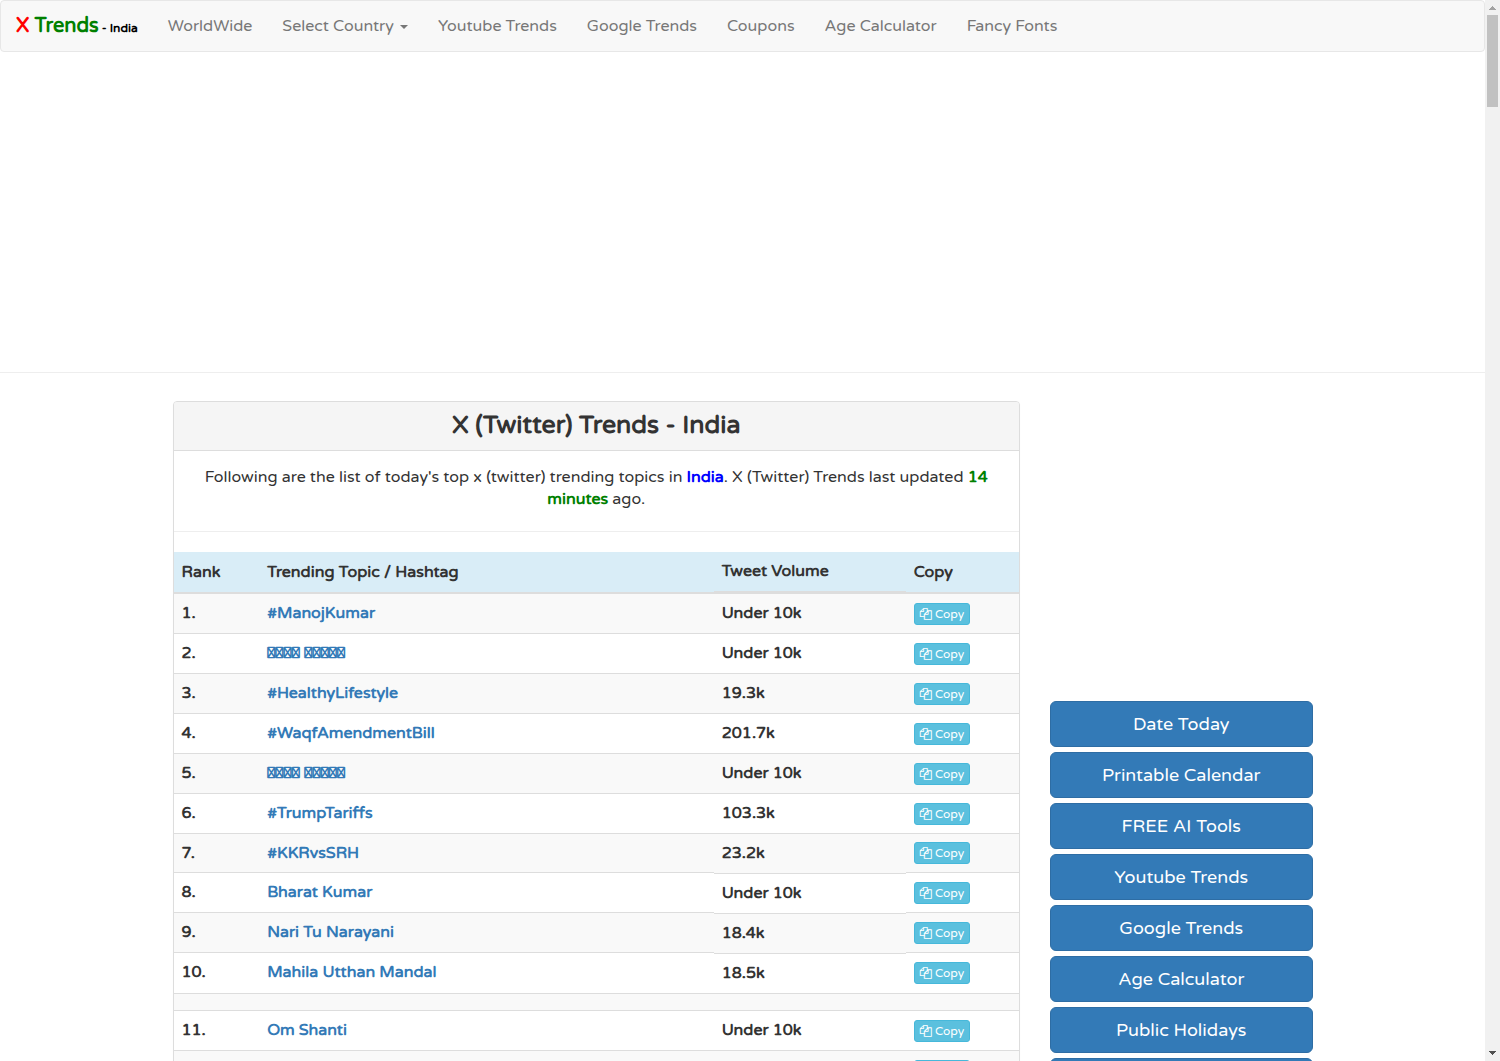 X Trends - India WorldWide Select Country Youtube Trends Google Trends Coupons Age Calculator Fancy Fonts
X (Twitter) Trends - India
Following are the list of today's top x (twitter) trending topics in India. X (Twitter) Trends last updated 14
minutes ago.
Rank Trending Topic / Hashtag Tweet Volume Copy
1. #ManojKumar Under 10k Copy
2. Under 10k Copy
3. #HealthyLifestyle 19.3k Copy
4. #WaqfAmendmentBill 201.7k Copy
5. Under 10k Copy
6. #TrumpTariffs 103.3k Copy
7. #KKRvsSRH 23.2k Copy
8. Bharat Kumar Under 10k Copy
9. Nari Tu Narayani 18.4k Copy
10. Mahila Utthan Mandal 18.5k Copy
11. Om Shanti Under 10k Copy
Date Today
Printable Calendar
FREE AI Tools
Youtube Trends
Google Trends
Age Calculator
Public Holidays